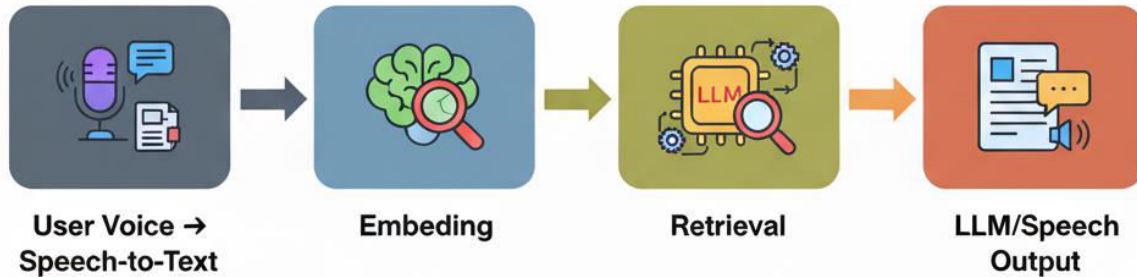 LLM
User Voice →
Speech-to-Text
Embeding
Retrieval
LLM/Speech
Output